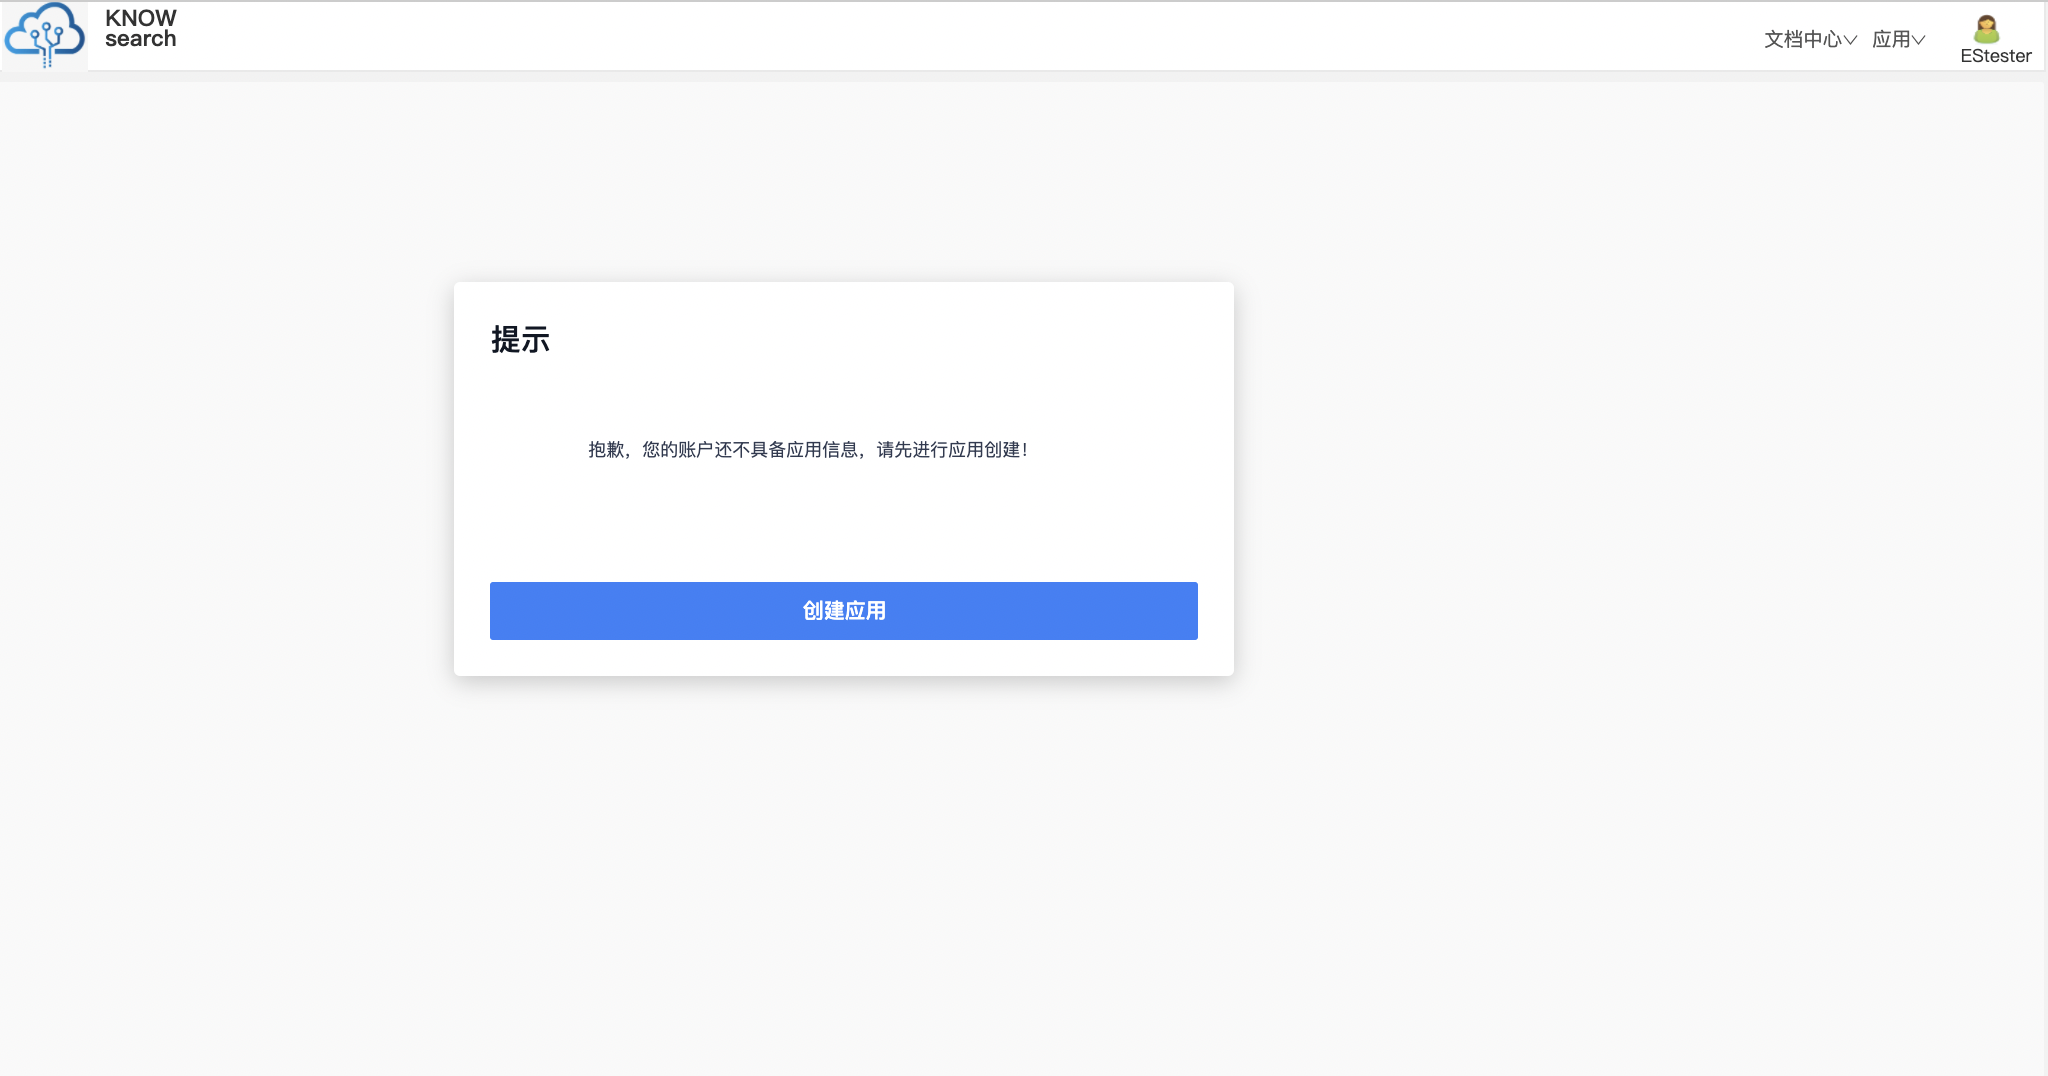 KNOW
search
文档中心 应用
EStester
提示
抱歉，您的账户还不具备应用信息，请先进行应用创建！
创建应用